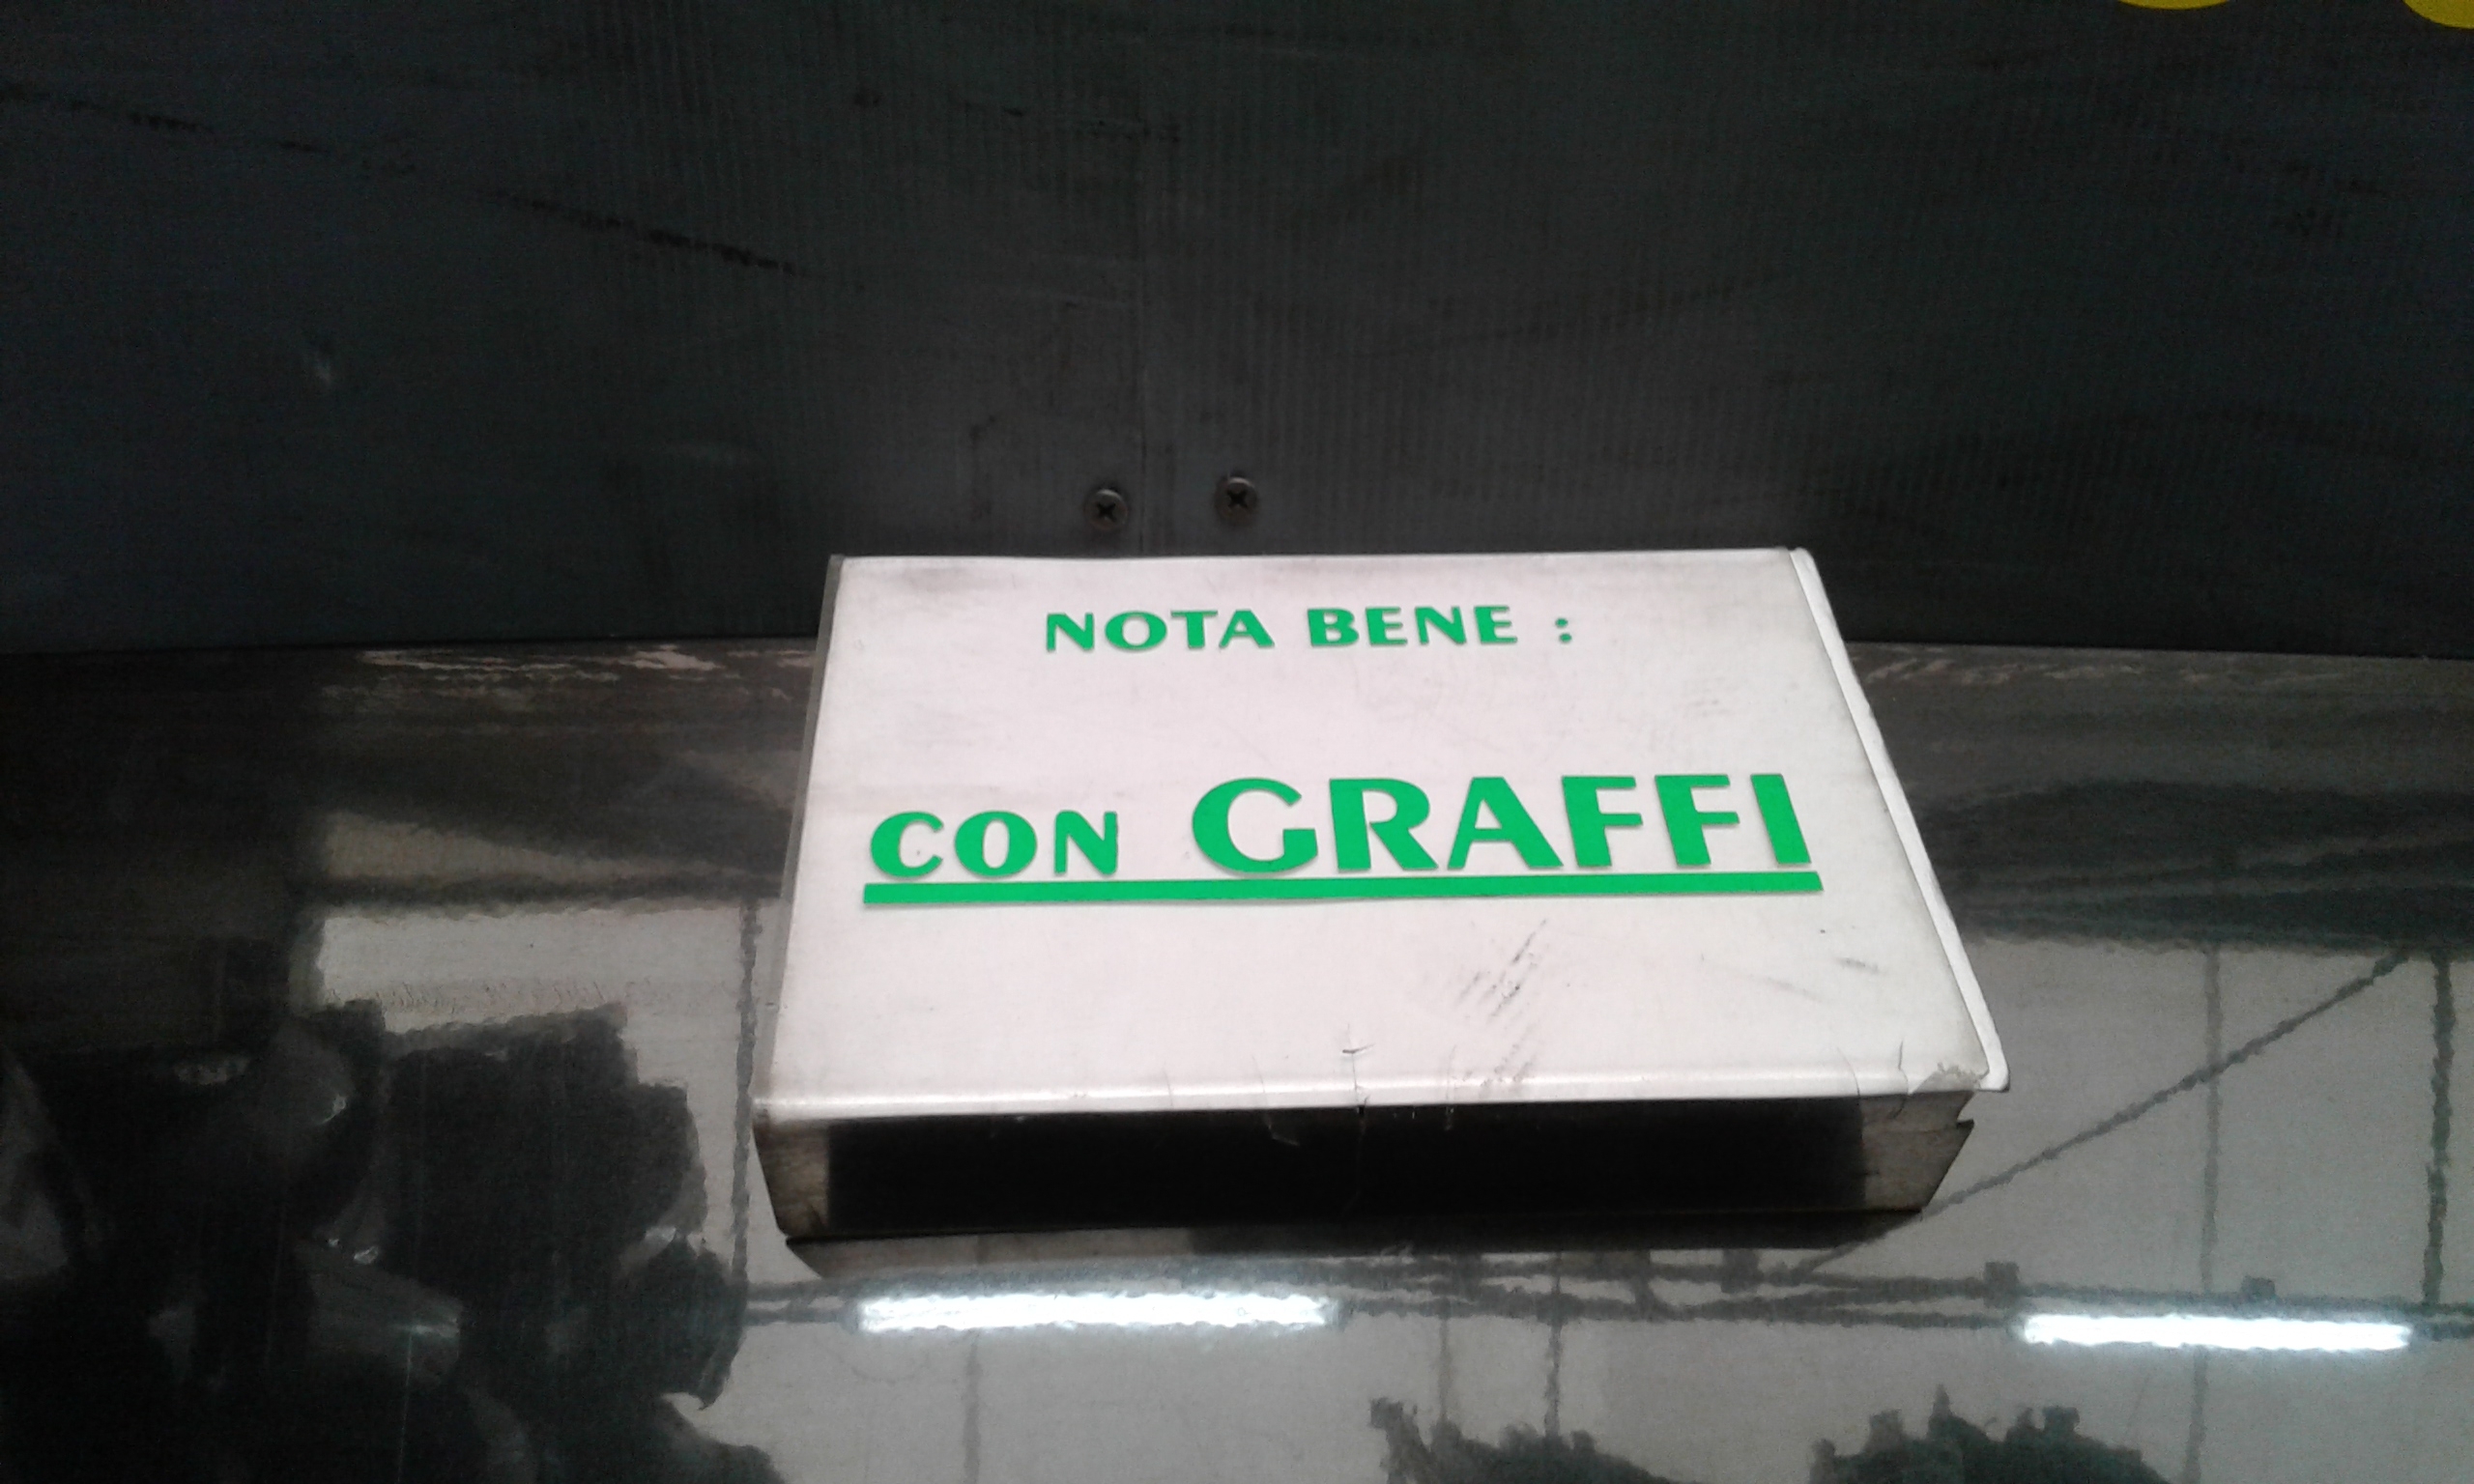 NOTA BENE :
CON GRAFFI